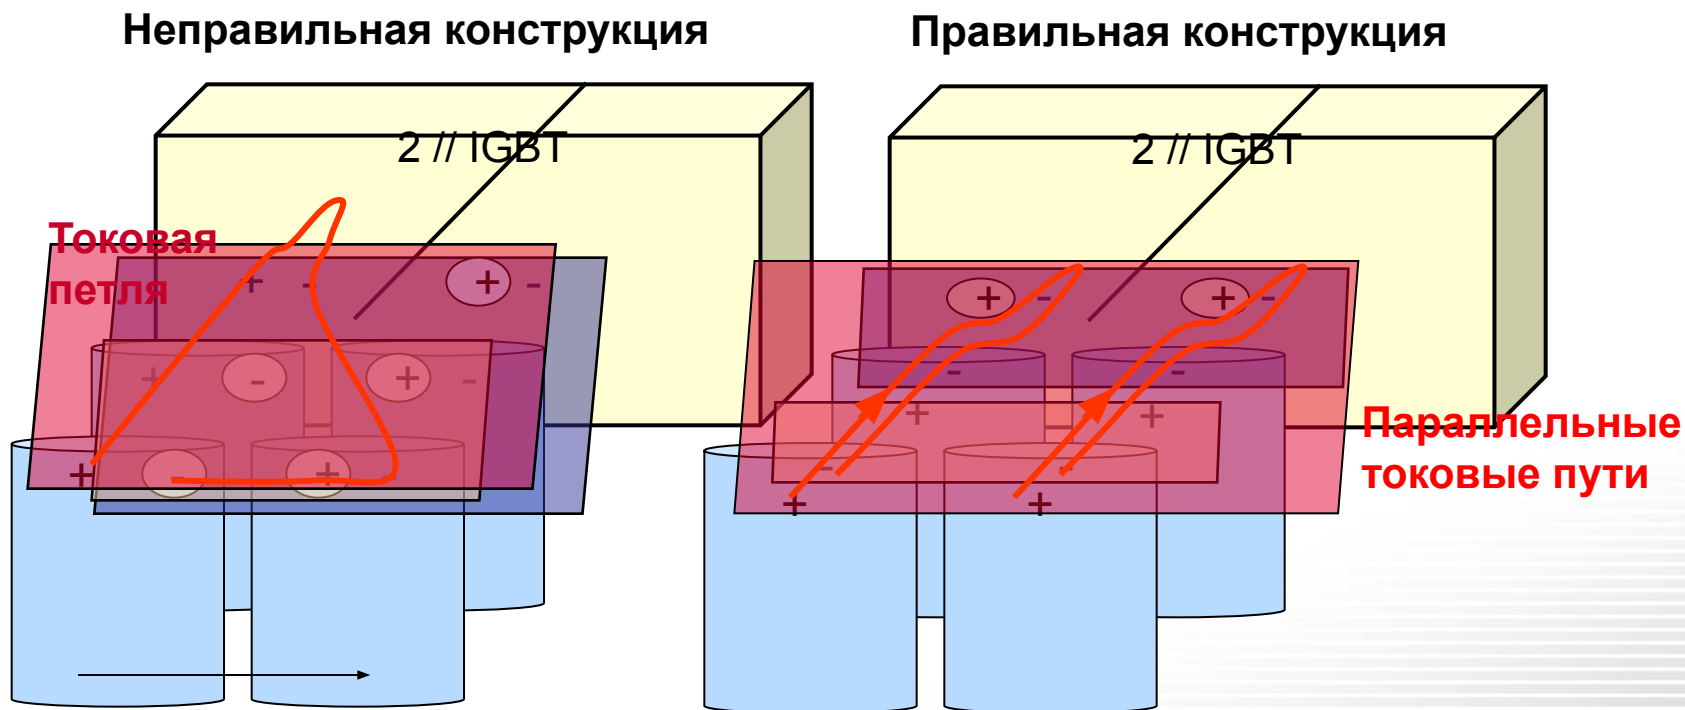 Неправильная конструкция
Правильная конструкция
2 // IGBT
2 // IGBT
Токовая
петля
+ - + -
+ - + -
+ - + -
+ - + -
- -
+ +
- -
+ +
Параллельные
токовые пути